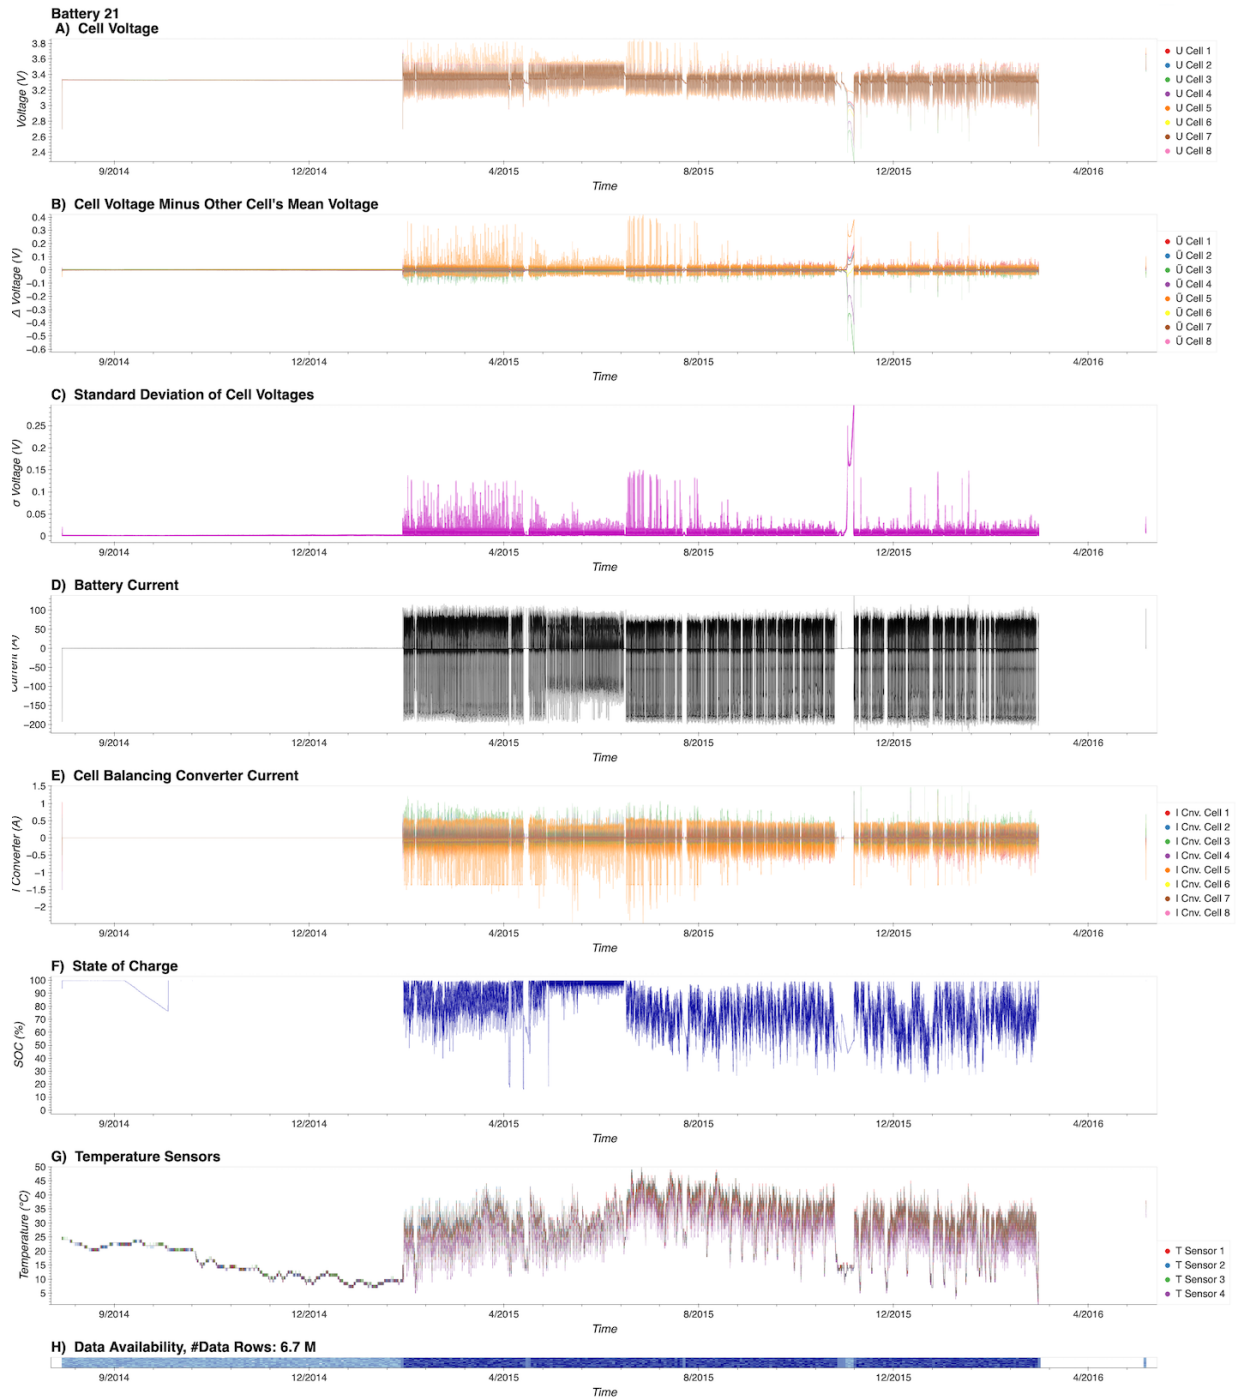 Battery 21
A) Cell Voltage
3.8
3.6
3.4
3.2
3
2.8
2.6
2.4
Voltage (V)
9/2014 12/2014 4/2015 8/2015 12/2015 4/2016
Time
U Cell 1
U Cell 2
U Cell 3
U Cell 4
U Cell 5
U Cell 6
U Cell 7
U Cell 8
B) Cell Voltage Minus Other Cell's Mean Voltage
0.4
0.3
0.2
0.1
0
−0.1
−0.2
−0.3
−0.4
−0.5
−0.6
Δ Voltage (V)
9/2014 12/2014 4/2015 8/2015 12/2015 4/2016
Time
Ū Cell 1
Ū Cell 2
Ū Cell 3
Ū Cell 4
Ū Cell 5
Ū Cell 6
Ū Cell 7
Ū Cell 8
C) Standard Deviation of Cell Voltages
0.25
0.2
0.15
0.1
0.05
0
σ Voltage (V)
9/2014 12/2014 4/2015 8/2015 12/2015 4/2016
Time
D) Battery Current
100
50
0
−50
−100
−150
−200
Current (A)
9/2014 12/2014 4/2015 8/2015 12/2015 4/2016
Time
E) Cell Balancing Converter Current
1.5
1
0.5
0
−0.5
−1
−1.5
−2
I Converter (A)
9/2014 12/2014 4/2015 8/2015 12/2015 4/2016
Time
I Cnv. Cell 1
I Cnv. Cell 2
I Cnv. Cell 3
I Cnv. Cell 4
I Cnv. Cell 5
I Cnv. Cell 6
I Cnv. Cell 7
I Cnv. Cell 8
F) State of Charge
100
90
80
70
60
50
40
30
20
10
0
SOC (%)
9/2014 12/2014 4/2015 8/2015 12/2015 4/2016
Time
G) Temperature Sensors
50
45
40
35
30
25
20
15
10
5
Temperature (°C)
9/2014 12/2014 4/2015 8/2015 12/2015 4/2016
Time
T Sensor 1
T Sensor 2
T Sensor 3
T Sensor 4
H) Data Availability, #Data Rows: 6.7 M
9/2014 12/2014 4/2015 8/2015 12/2015 4/2016
Time